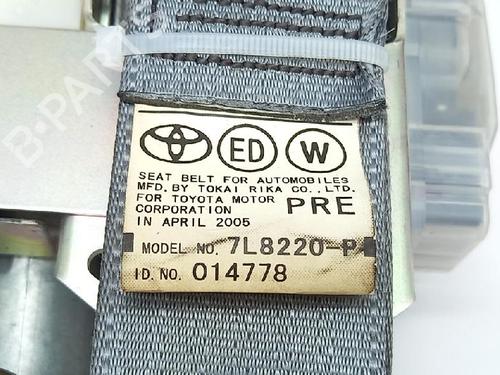 ED W
SEAT BELT FOR AUTOMOBILES
MFD. BY TOKAI RIKA CO., LTD.
FOR TOYOTA MOTOR
CORPORATION PRE
IN APRIL 2005
MODEL NO. 7L8220-P
ID. NO. 014778
B-PARTS